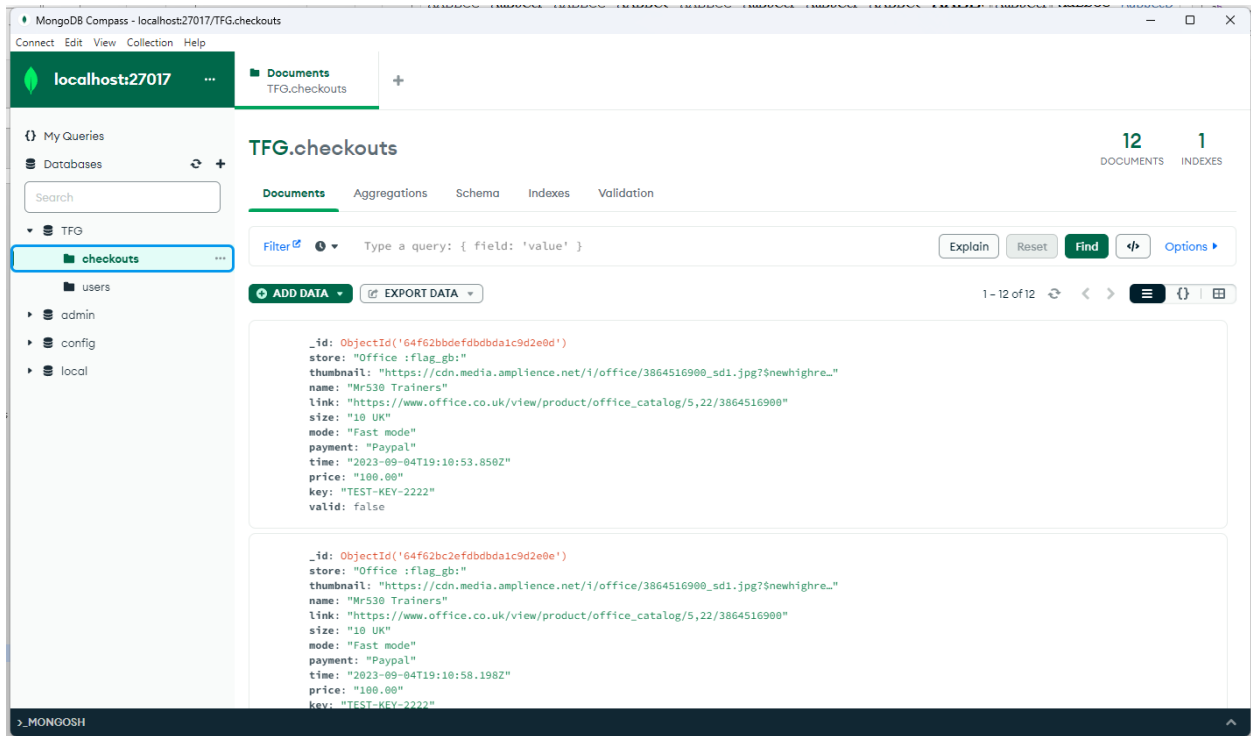 MongoDB Compass - localhost:27017/TFG.checkouts
Connect Edit View Collection Help
localhost:27017 ...
Documents
TFG.checkouts
+
{} My Queries
Databases
Search
TFG
checkouts ...
users
admin
config
local
TFG.checkouts
12
DOCUMENTS
1
INDEXES
Documents Aggregations Schema Indexes Validation
Filter Type a query: { field: 'value' } Explain Reset Find </> Options
ADD DATA EXPORT DATA 1 – 12 of 12 {}
_id: ObjectId('64f62bbdefdbdbda1c9d2e0d')
store: "Office :flag_gb:"
thumbnail: "https://cdn.media.amplience.net/i/office/3864516900_sd1.jpg?$newhighre…"
name: "Mr530 Trainers"
link: "https://www.office.co.uk/view/product/office_catalog/5,22/3864516900"
size: "10 UK"
mode: "Fast mode"
payment: "Paypal"
time: "2023-09-04T19:10:53.850Z"
price: "100.00"
key: "TEST-KEY-2222"
valid: false
_id: ObjectId('64f62bc2efdbdbda1c9d2e0e')
store: "Office :flag_gb:"
thumbnail: "https://cdn.media.amplience.net/i/office/3864516900_sd1.jpg?$newhighre…"
name: "Mr530 Trainers"
link: "https://www.office.co.uk/view/product/office_catalog/5,22/3864516900"
size: "10 UK"
mode: "Fast mode"
payment: "Paypal"
time: "2023-09-04T19:10:58.198Z"
price: "100.00"
key: "TEST-KEY-2222"
>_MONGOSH